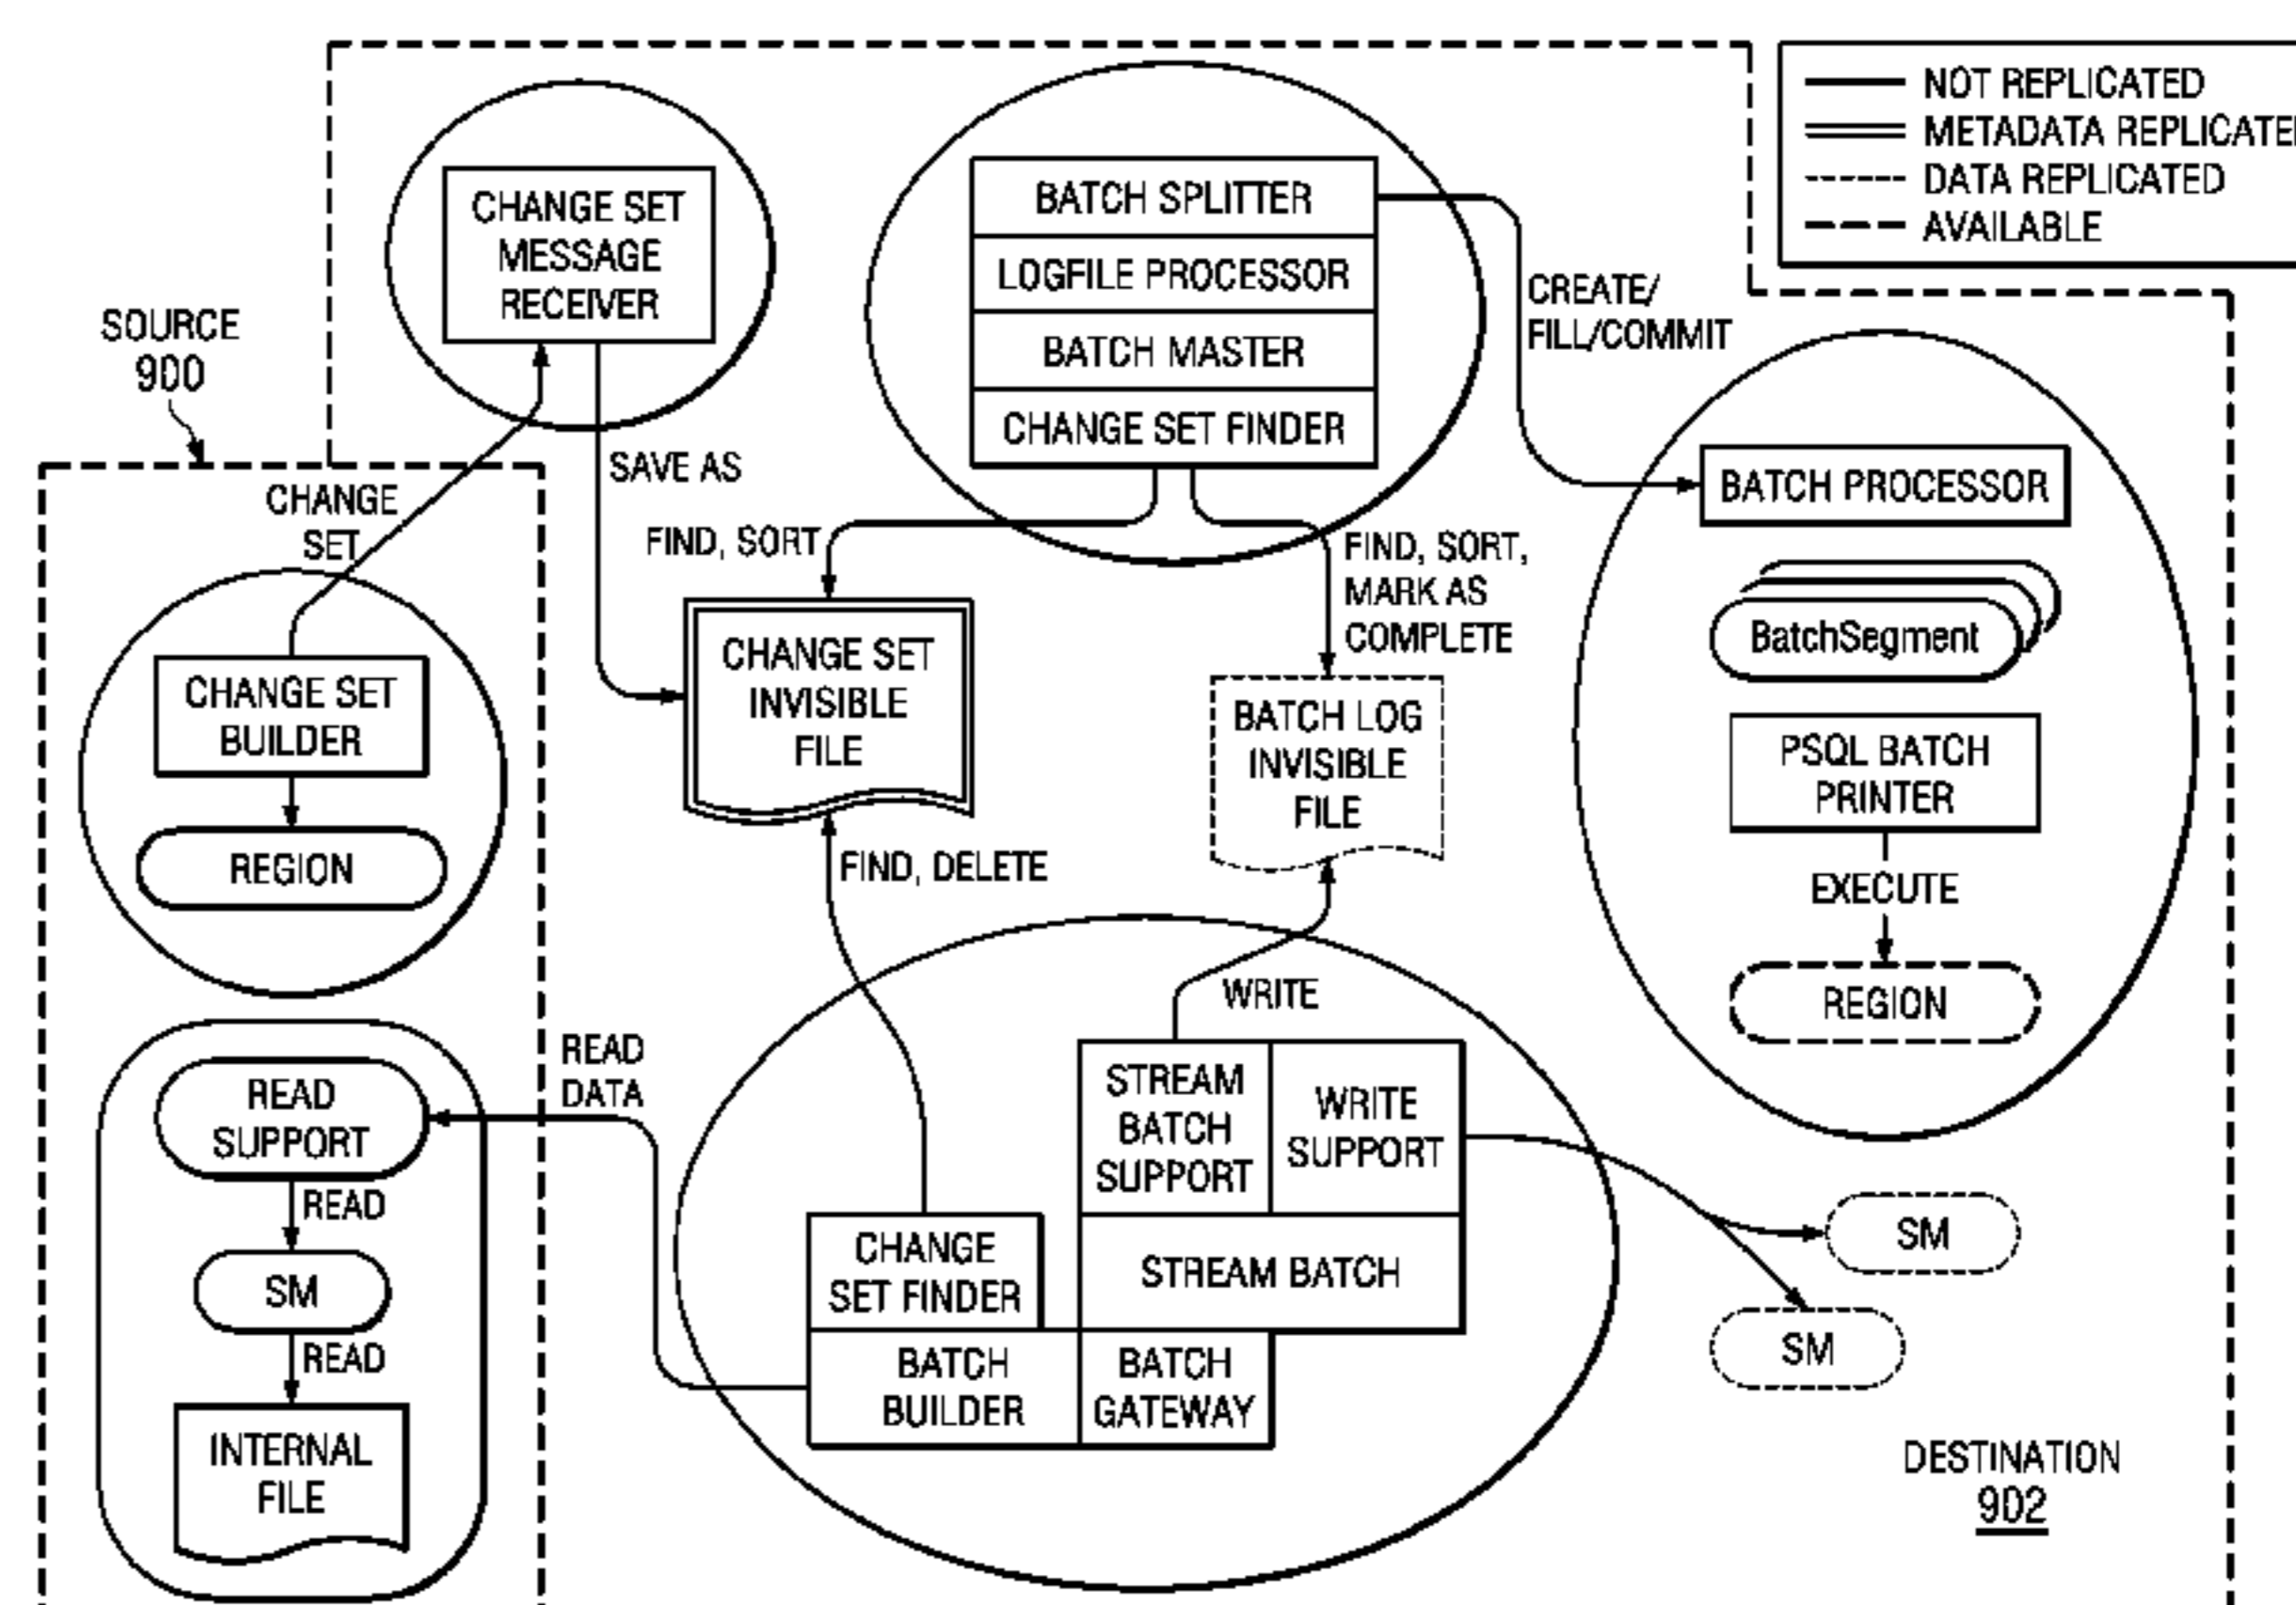 NOT REPLICATED
METADATA REPLICATED
DATA REPLICATED
AVAILABLE
CHANGE SET
MESSAGE
RECEIVER
BATCH SPLITTER
LOGFILE PROCESSOR
BATCH MASTER
CHANGE SET FINDER
CREATE/
FILL/COMMIT
SOURCE
900
SAVE AS
CHANGE
SET
FIND, SORT
FIND, SORT,
MARK AS
COMPLETE
BATCH PROCESSOR
BatchSegment
CHANGE SET
BUILDER
REGION
CHANGE SET
INVISIBLE
FILE
BATCH LOG
INVISIBLE
FILE
PSQL BATCH
PRINTER
EXECUTE
REGION
FIND, DELETE
WRITE
READ
DATA
READ
SUPPORT
READ
SM
READ
INTERNAL
FILE
STREAM
BATCH
SUPPORT
WRITE
SUPPORT
CHANGE
SET FINDER
STREAM BATCH
BATCH
BUILDER
BATCH
GATEWAY
SM
SM
DESTINATION
902